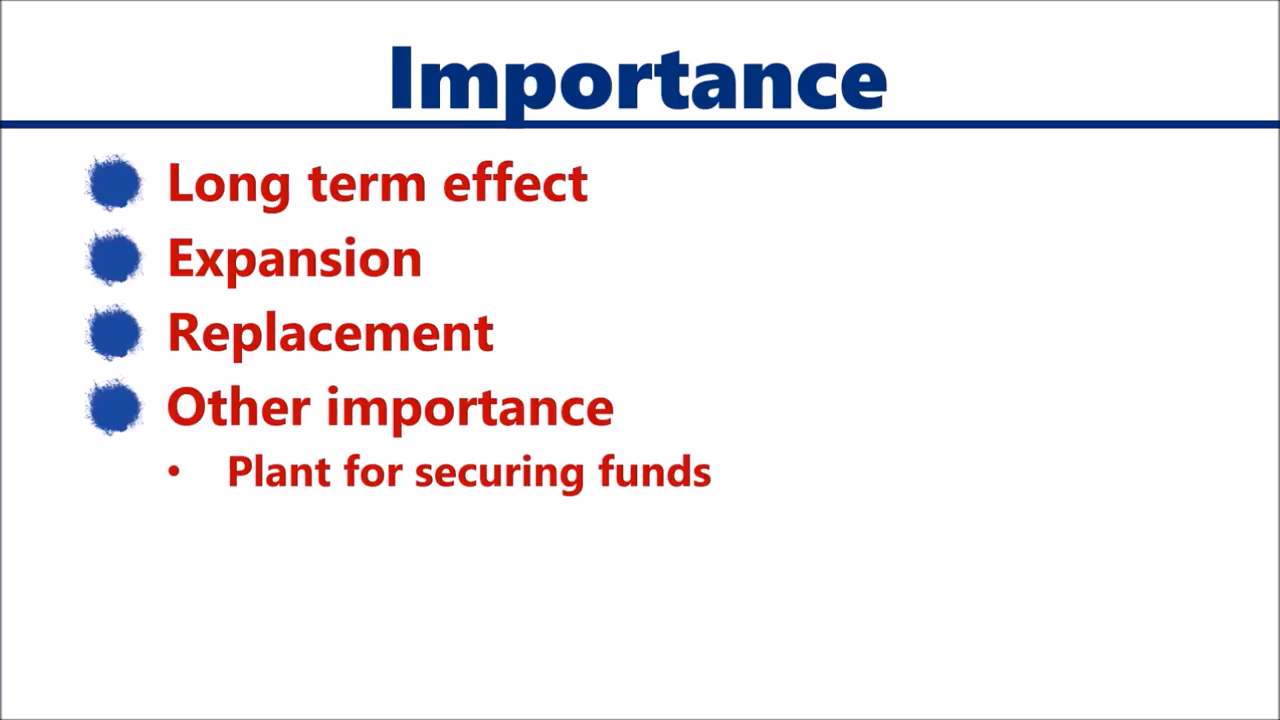 Importance
Long term effect
Expansion
Replacement
Other importance
• Plant for securing funds